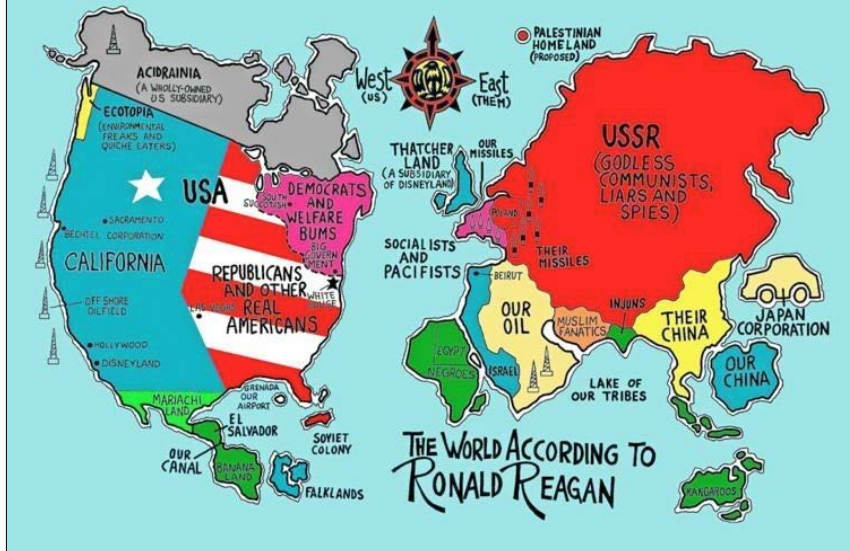 PALESTINIAN
HOMELAND
(PROPOSED)
West
(US)
East
(THEM)
ACIDRAINIA
(A WHOLLY-OWNED
US SUBSIDIARY)
ECOTOPIA
(ENVIRONMENTAL
FREAKS AND
QUICHE EATERS)
USA
SOUTH
SUCCOTISH
DEMOCRATS
AND
WELFARE
BUMS
BIG
GOVERN
MENT
SACRAMENTO
BECHTEL CORPORATION
CALIFORNIA
REPUBLICANS
AND OTHER
REAL
AMERICANS
WHITE
HOUSE
LAS VEGAS
OFF SHORE
OILFIELD
HOLLYWOOD
DISNEYLAND
MARIACHI
LAND
GRENADA
OUR
AIRPORT
EL
SALVADOR
SOVIET
COLONY
OUR
CANAL
BANANA
LAND
FALKLANDS
THATCHER
LAND
(A SUBSIDIARY
OF DISNEYLAND)
OUR
MISSILES
USSR
(GODLESS
COMMUNISTS,
LIARS AND
SPIES)
POLAND
SOCIALISTS
AND
PACIFISTS
THEIR
MISSILES
BEIRUT
OUR
OIL
MUSLIM
FANATICS
INJUNS
THEIR
CHINA
JAPAN
CORPORATION
EGYPT
NEGROES
ISRAEL
LAKE OF
OUR TRIBES
OUR
CHINA
THE WORLD ACCORDING TO
RONALD REAGAN
KANGAROOS